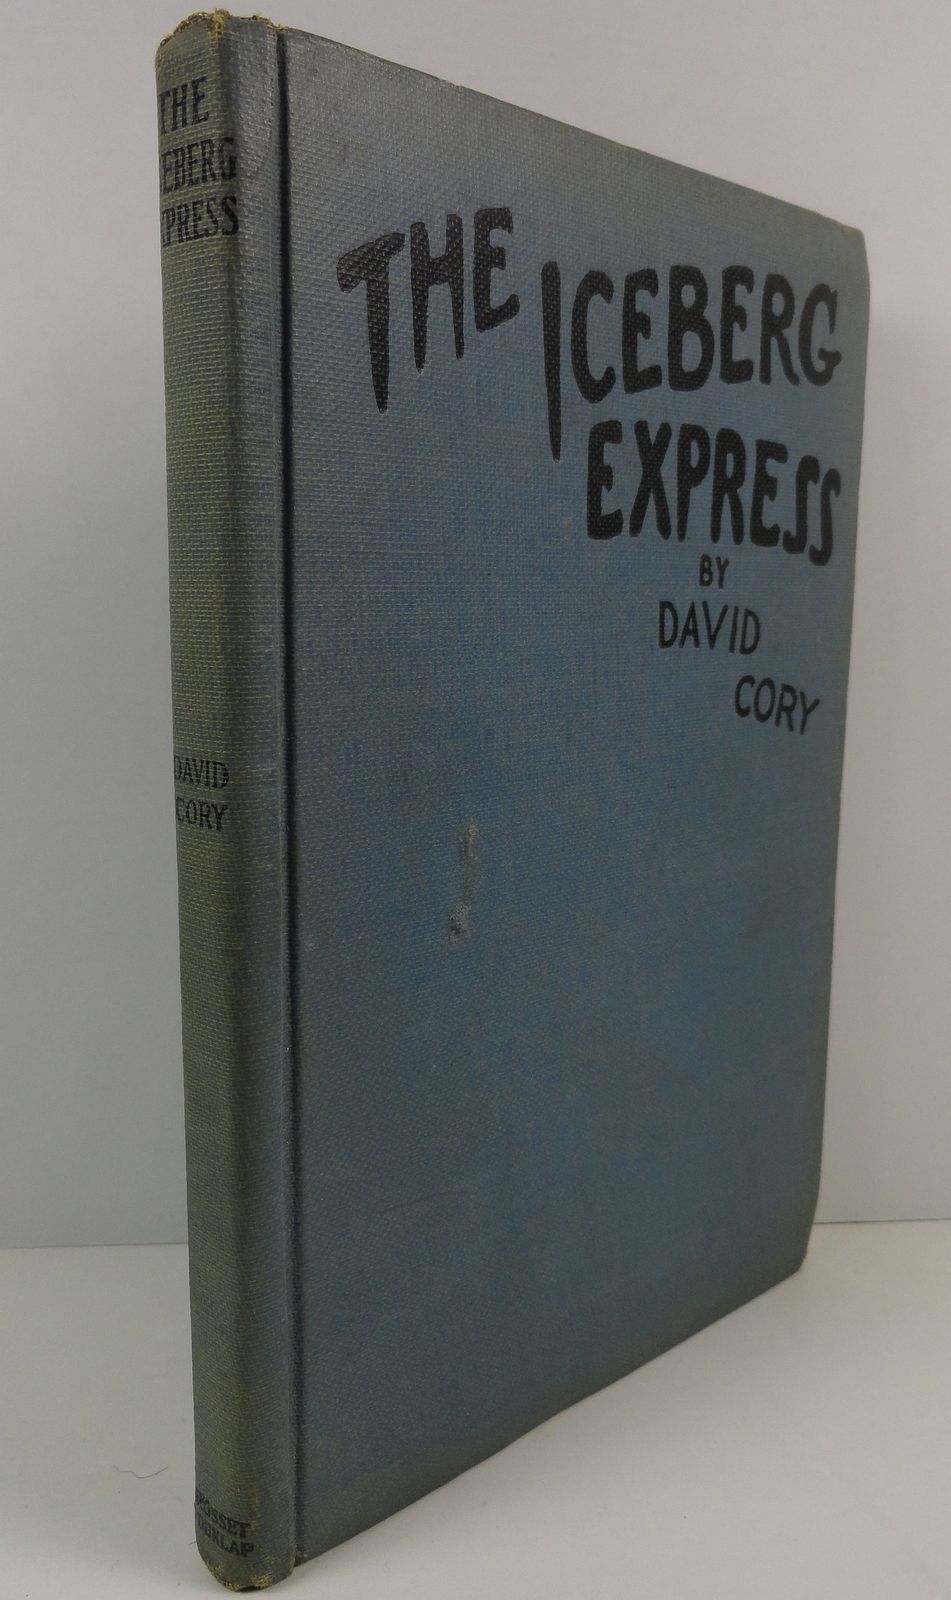 THE
ICEBERG
EXPRESS
BY
DAVID
CORY
THE
ICEBERG
EXPRESS
DAVID
CORY
GROSSET
& DUNLAP